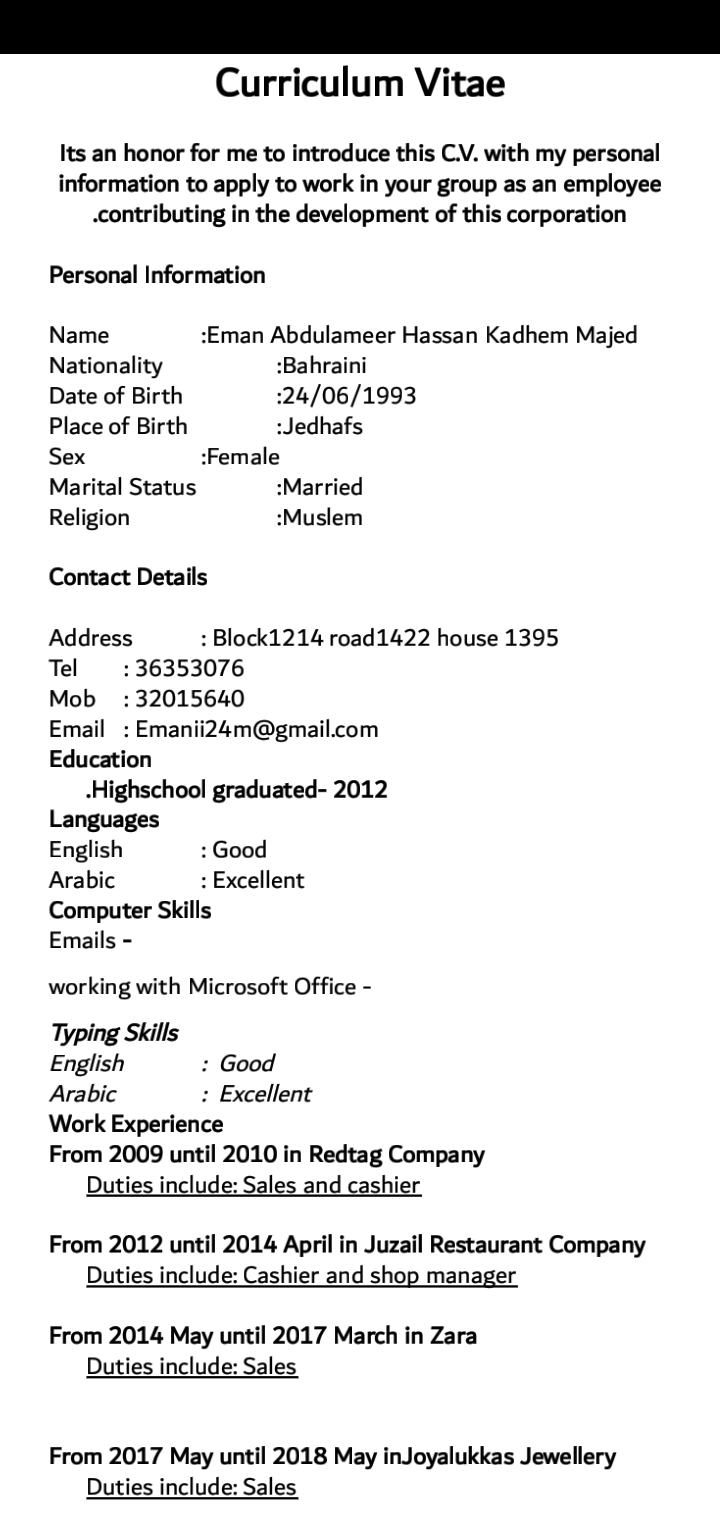 Curriculum Vitae
Its an honor for me to introduce this C.V. with my personal
information to apply to work in your group as an employee
.contributing in the development of this corporation
Personal Information
Name :Eman Abdulameer Hassan Kadhem Majed
Nationality :Bahraini
Date of Birth :24/06/1993
Place of Birth :Jedhafs
Sex :Female
Marital Status :Married
Religion :Muslem
Contact Details
Address : Block1214 road1422 house 1395
Tel : 36353076
Mob : 32015640
Email : Emanii24m@gmail.com
Education
.Highschool graduated- 2012
Languages
English : Good
Arabic : Excellent
Computer Skills
Emails -
working with Microsoft Office -
Typing Skills
English : Good
Arabic : Excellent
Work Experience
From 2009 until 2010 in Redtag Company
Duties include: Sales and cashier
From 2012 until 2014 April in Juzail Restaurant Company
Duties include: Cashier and shop manager
From 2014 May until 2017 March in Zara
Duties include: Sales
From 2017 May until 2018 May inJoyalukkas Jewellery
Duties include: Sales